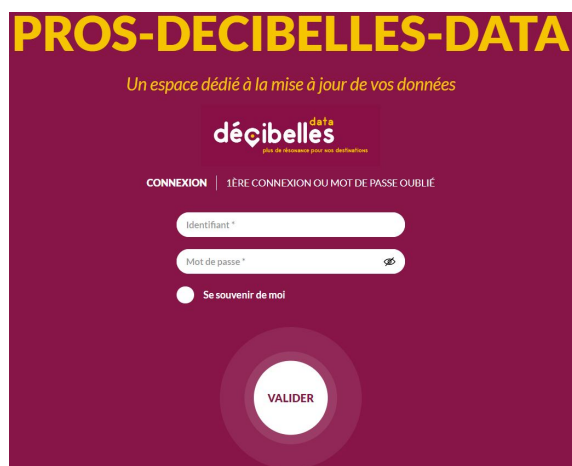 PROS-DECIBELLES-DATA
Un espace dédié à la mise à jour de vos données
décibelles data
plus de résonance pour vos destinations
CONNEXION | 1ÈRE CONNEXION OU MOT DE PASSE OUBLIÉ
Identifiant *
Mot de passe *
Se souvenir de moi
VALIDER